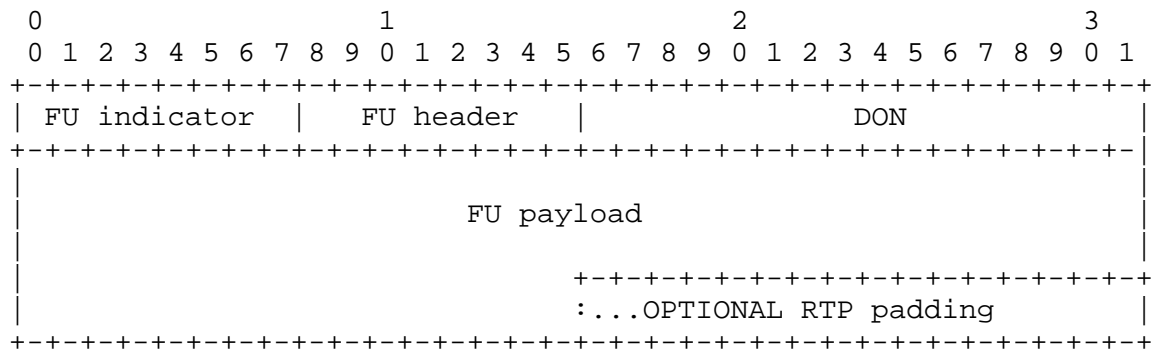 0                   1                   2                   3
 0 1 2 3 4 5 6 7 8 9 0 1 2 3 4 5 6 7 8 9 0 1 2 3 4 5 6 7 8 9 0 1
+-+-+-+-+-+-+-+-+-+-+-+-+-+-+-+-+-+-+-+-+-+-+-+-+-+-+-+-+-+-+-+-+
| FU indicator  |   FU header   |               DON             |
+-+-+-+-+-+-+-+-+-+-+-+-+-+-+-+-+-+-+-+-+-+-+-+-+-+-+-+-+-+-+-+-|
|                                                               |
|                         FU payload                            |
|                                                               |
|                               +-+-+-+-+-+-+-+-+-+-+-+-+-+-+-+-+
|                               :...OPTIONAL RTP padding        |
+-+-+-+-+-+-+-+-+-+-+-+-+-+-+-+-+-+-+-+-+-+-+-+-+-+-+-+-+-+-+-+-+